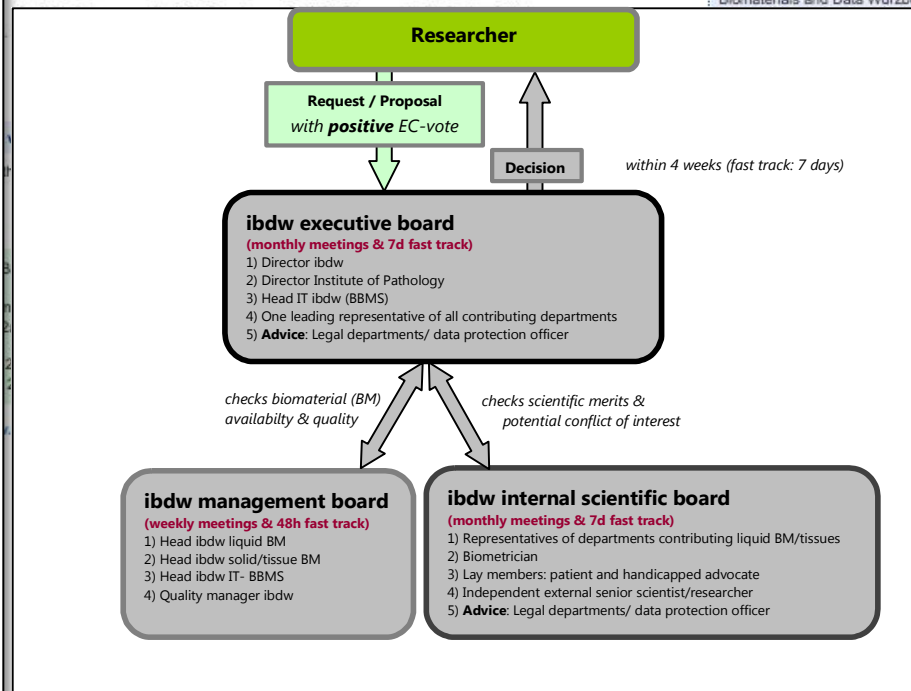 Biomaterials and Data Würzb
Researcher
Request / Proposal
with positive EC-vote
Decision
within 4 weeks (fast track: 7 days)
ibdw executive board
(monthly meetings & 7d fast track)
1) Director ibdw
2) Director Institute of Pathology
3) Head IT ibdw (BBMS)
4) One leading representative of all contributing departments
5) Advice: Legal departments/ data protection officer
checks biomaterial (BM)
availabilty & quality
checks scientific merits &
potential conflict of interest
ibdw management board
(weekly meetings & 48h fast track)
1) Head ibdw liquid BM
2) Head ibdw solid/tissue BM
3) Head ibdw IT- BBMS
4) Quality manager ibdw
ibdw internal scientific board
(monthly meetings & 7d fast track)
1) Representatives of departments contributing liquid BM/tissues
2) Biometrician
3) Lay members: patient and handicapped advocate
4) Independent external senior scientist/researcher
5) Advice: Legal departments/ data protection officer